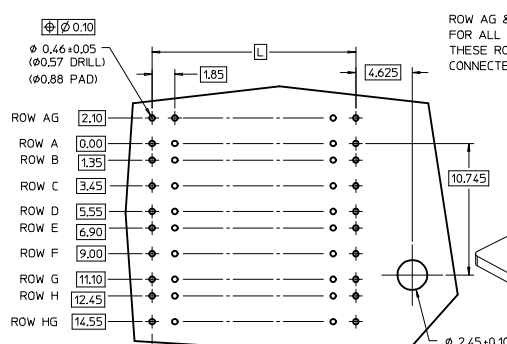 ⌖ Ø 0.10
Ø 0.46±0.05
(Ø0.57 DRILL)
(Ø0.88 PAD)
L
1.85
4.625
ROW AG &
FOR ALL
THESE RO
CONNECTE
ROW AG 2.10
ROW A 0.00
ROW B 1.35
ROW C 3.45
ROW D 5.55
ROW E 6.90
ROW F 9.00
ROW G 11.10
ROW H 12.45
ROW HG 14.55
10.745
Ø 2.45±0.10